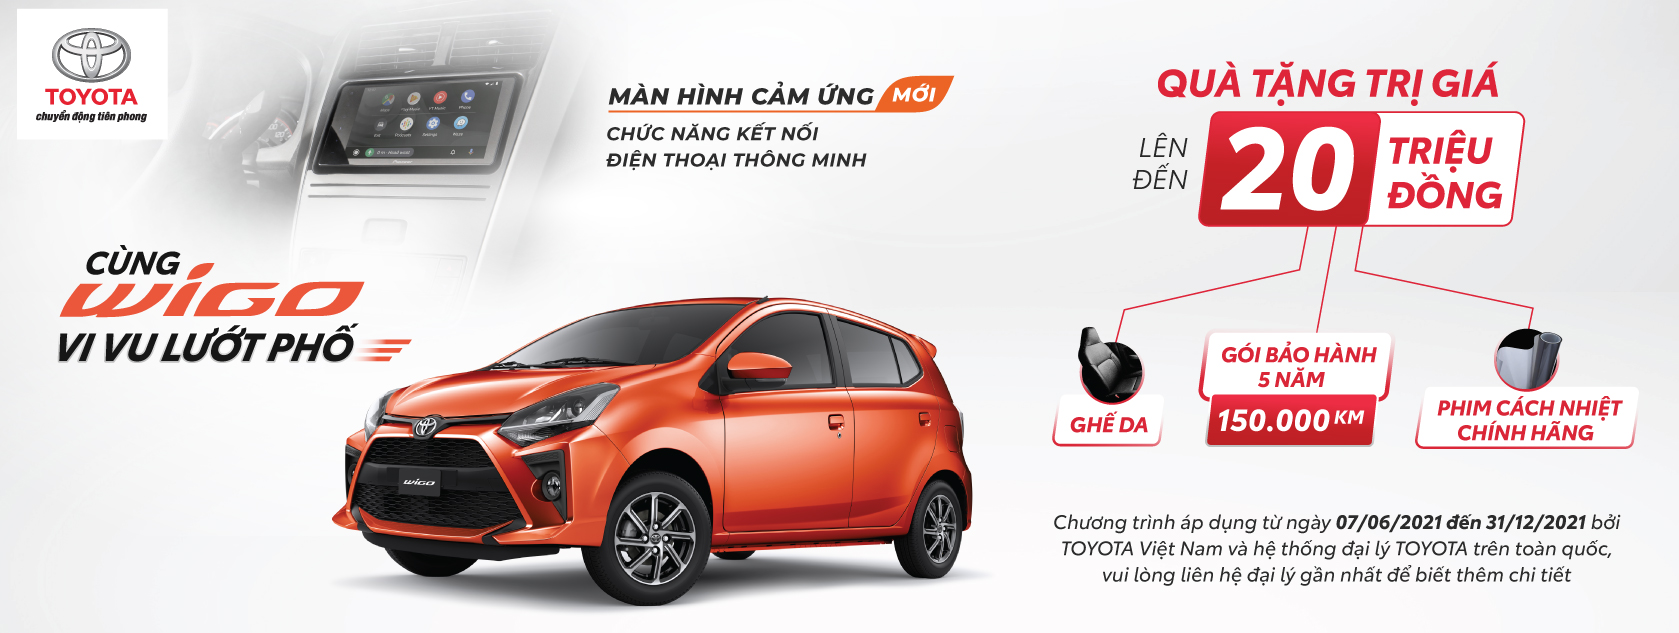 TOYOTA
chuyển động tiên phong
MÀN HÌNH CẢM ỨNG MỚI
CHỨC NĂNG KẾT NỐI
ĐIỆN THOẠI THÔNG MINH
CÙNG
WIGO
VI VU LƯỚT PHỐ
WIGO
QUÀ TẶNG TRỊ GIÁ
LÊN
ĐẾN
20
TRIỆU
ĐỒNG
GHẾ DA
GÓI BẢO HÀNH
5 NĂM
150.000 KM
PHIM CÁCH NHIỆT
CHÍNH HÃNG
Chương trình áp dụng từ ngày 07/06/2021 đến 31/12/2021 bởi
TOYOTA Việt Nam và hệ thống đại lý TOYOTA trên toàn quốc,
vui lòng liên hệ đại lý gần nhất để biết thêm chi tiết